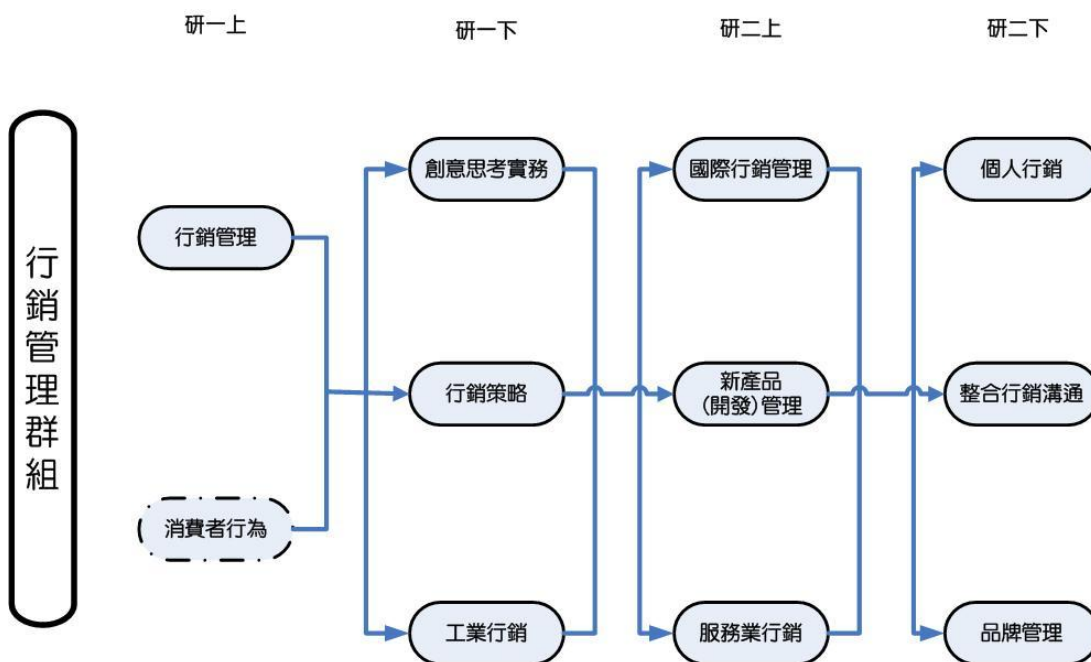 研一上
研一下
研二上
研二下
行銷管理群組
創意思考實務
國際行銷管理
個人行銷
行銷管理
行銷策略
新產品
(開發)管理
整合行銷溝通
消費者行為
工業行銷
服務業行銷
品牌管理